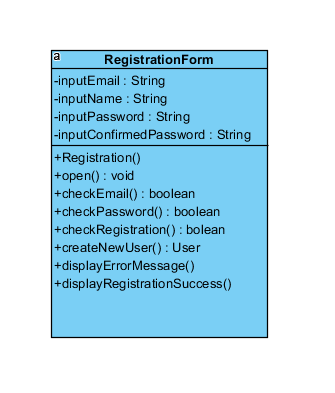 a
RegistrationForm
-inputEmail : String
-inputName : String
-inputPassword : String
-inputConfirmedPassword : String
+Registration()
+open() : void
+checkEmail() : boolean
+checkPassword() : boolean
+checkRegistration() : bolean
+createNewUser() : User
+displayErrorMessage()
+displayRegistrationSuccess()